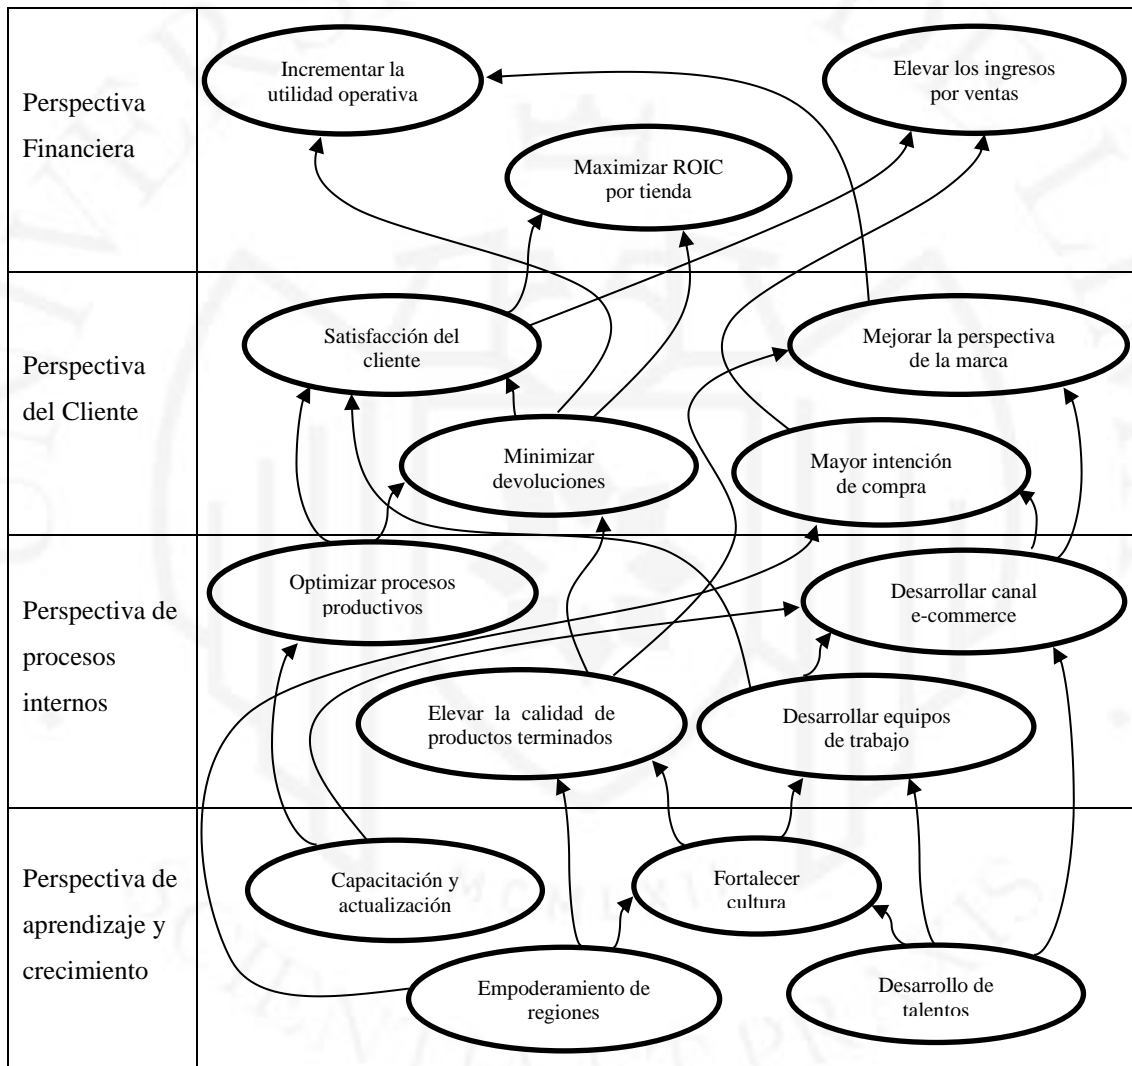 Perspectiva
Financiera
Incrementar la
utilidad operativa
Elevar los ingresos
por ventas
Maximizar ROIC
por tienda
Perspectiva
del Cliente
Satisfacción del
cliente
Mejorar la perspectiva
de la marca
Minimizar
devoluciones
Mayor intención
de compra
Perspectiva de
procesos
internos
Optimizar procesos
productivos
Desarrollar canal
e-commerce
Elevar la calidad de
productos terminados
Desarrollar equipos
de trabajo
Perspectiva de
aprendizaje y
crecimiento
Capacitación y
actualización
Fortalecer
cultura
Empoderamiento de
regiones
Desarrollo de
talentos